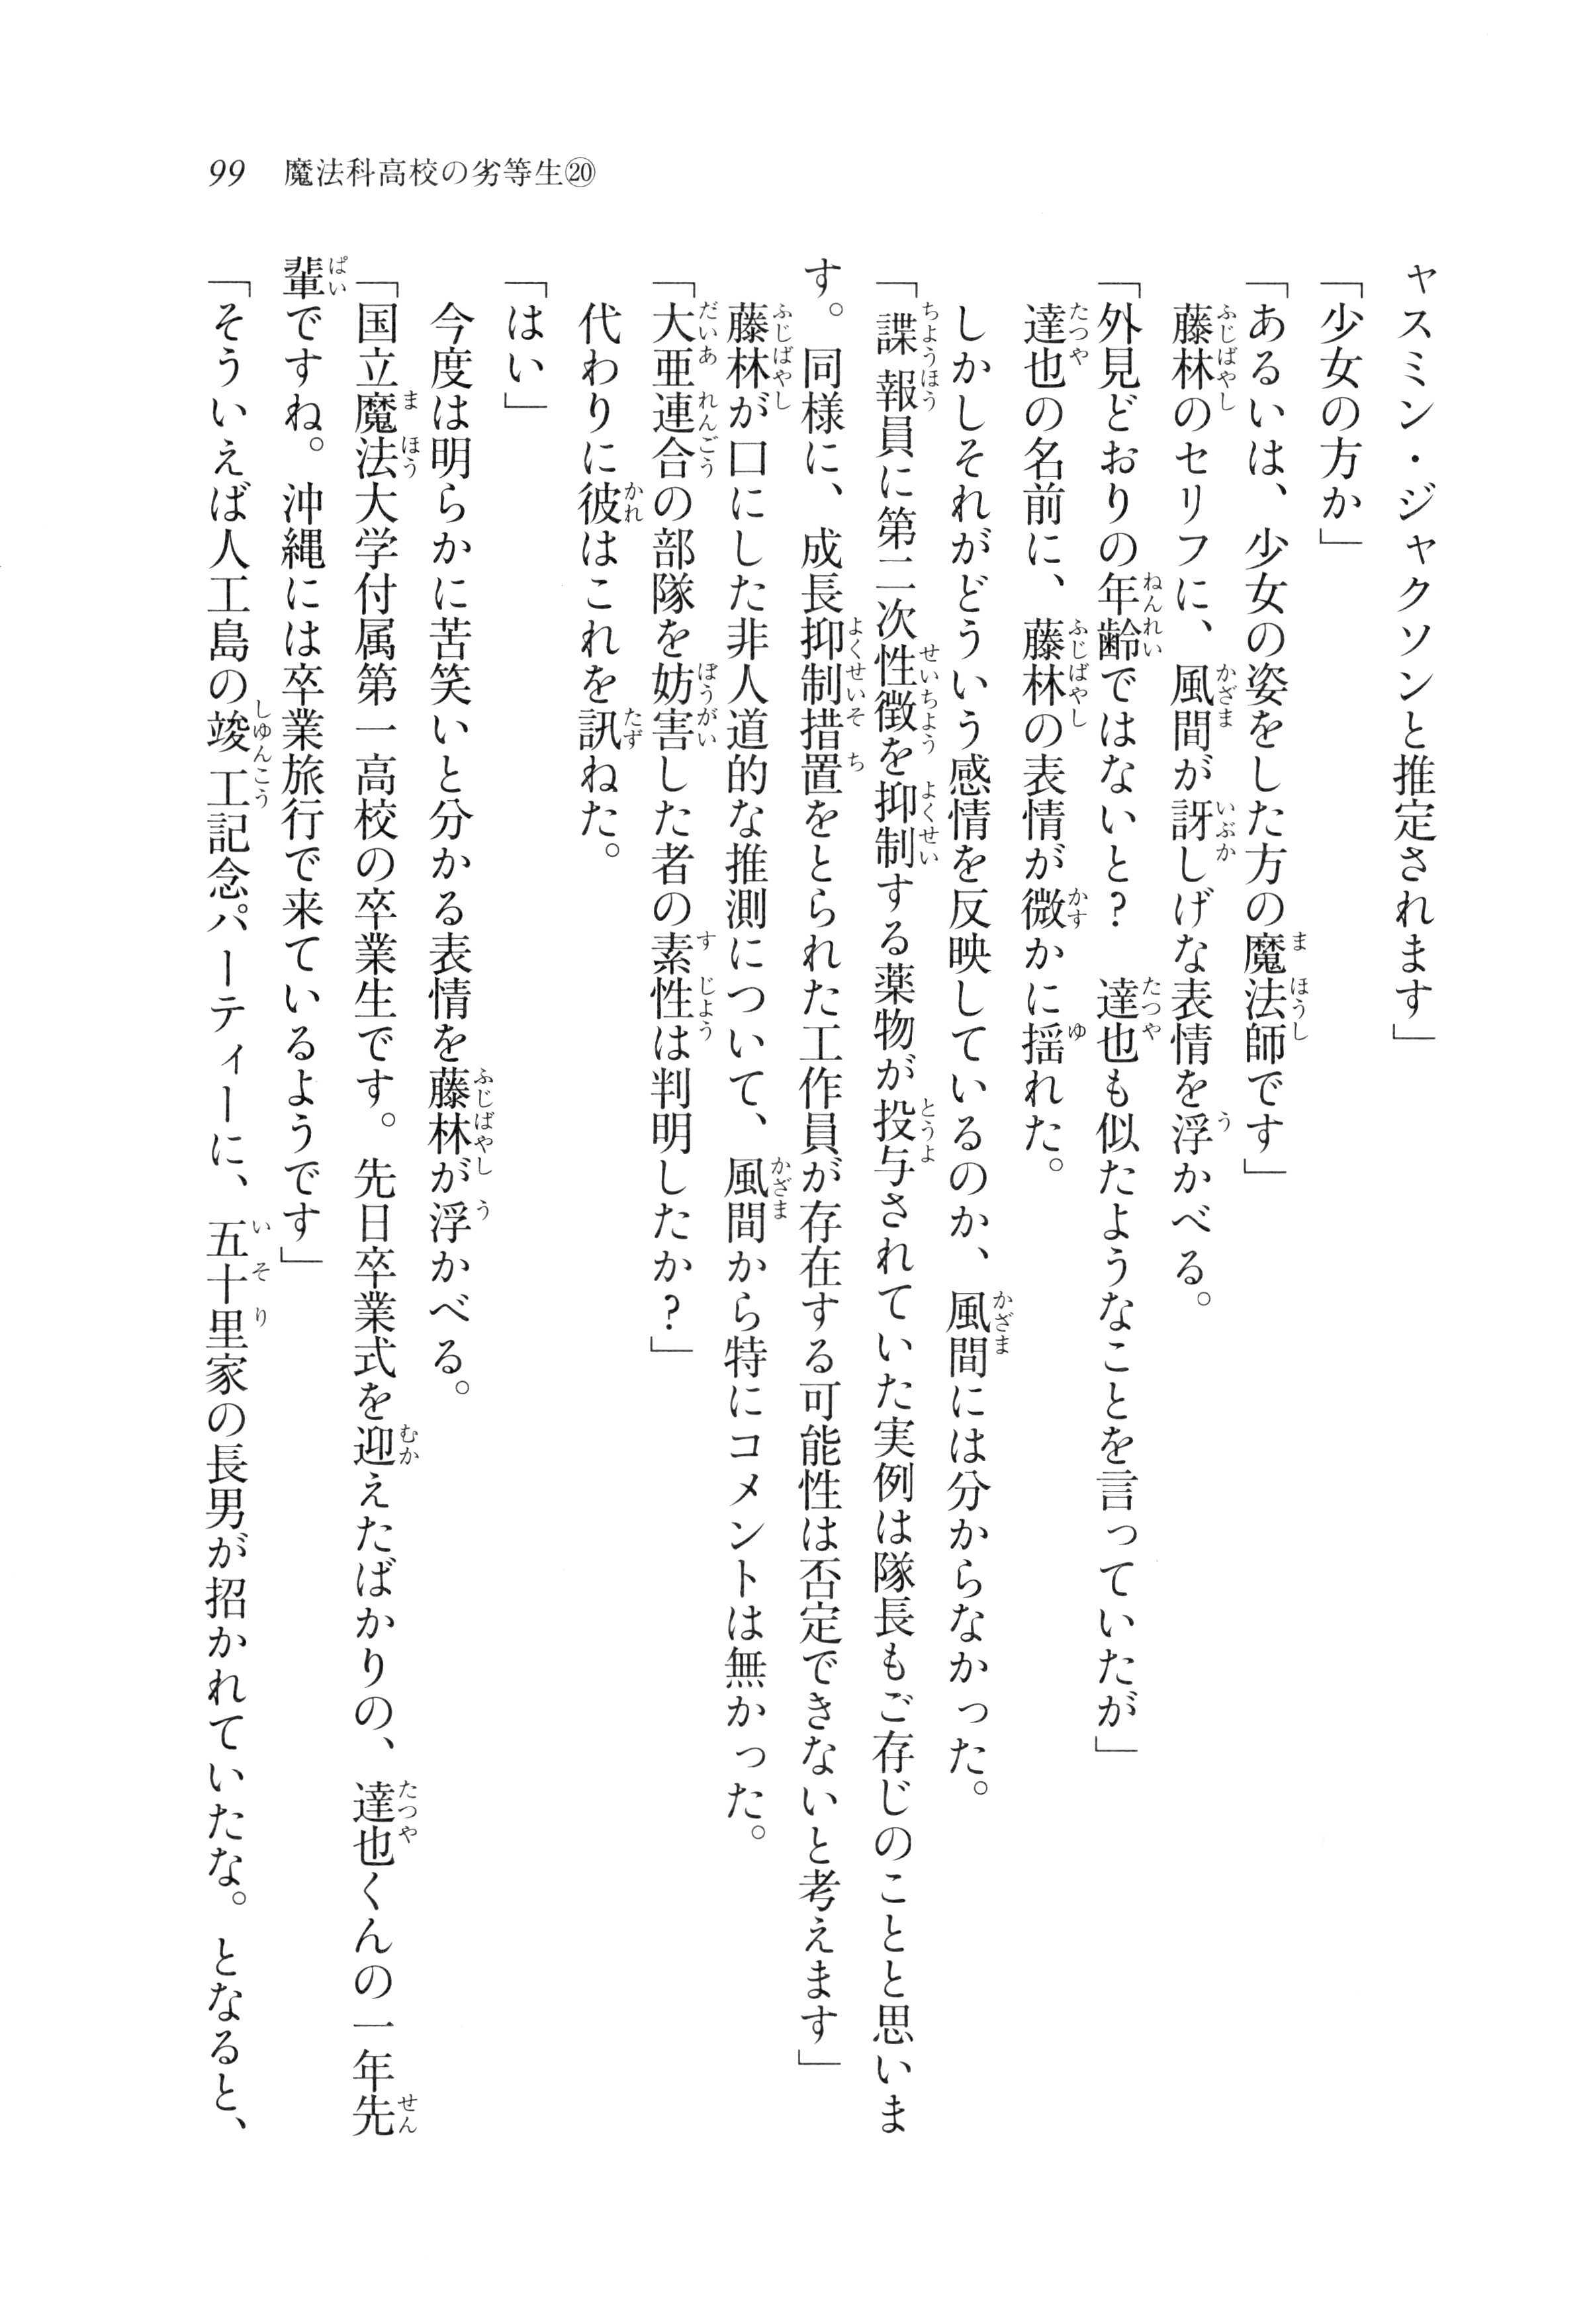 99　魔法科高校の劣等生⑳
ャスミン・ジャクソンと推定されます」
「少女の方か」
「あるいは、少女の姿をした方の魔法師です」
　藤林のセリフに、風間が訝しげな表情を浮かべる。
「外見どおりの年齢ではないと？　達也も似たようなことを言っていたが」
　達也の名前に、藤林の表情が微かに揺れた。
　しかしそれがどういう感情を反映しているのか、風間には分からなかった。
「諜報員に第二次性徴を抑制する薬物が投与されていた実例は隊長もご存じのことと思いま
す。同様に、成長抑制措置をとられた工作員が存在する可能性は否定できないと考えます」
　藤林が口にした非人道的な推測について、風間から特にコメントは無かった。
「大亜連合の部隊を妨害した者の素性は判明したか？」
　代わりに彼はこれを訊ねた。
「はい」
　今度は明らかに苦笑いと分かる表情を藤林が浮かべる。
「国立魔法大学付属第一高校の卒業生です。先日卒業式を迎えたばかりの、達也くんの一年先
輩ですね。沖縄には卒業旅行で来ているようです」
「そういえば人工島の竣工記念パーティーに、五十里家の長男が招かれていたな。となると、